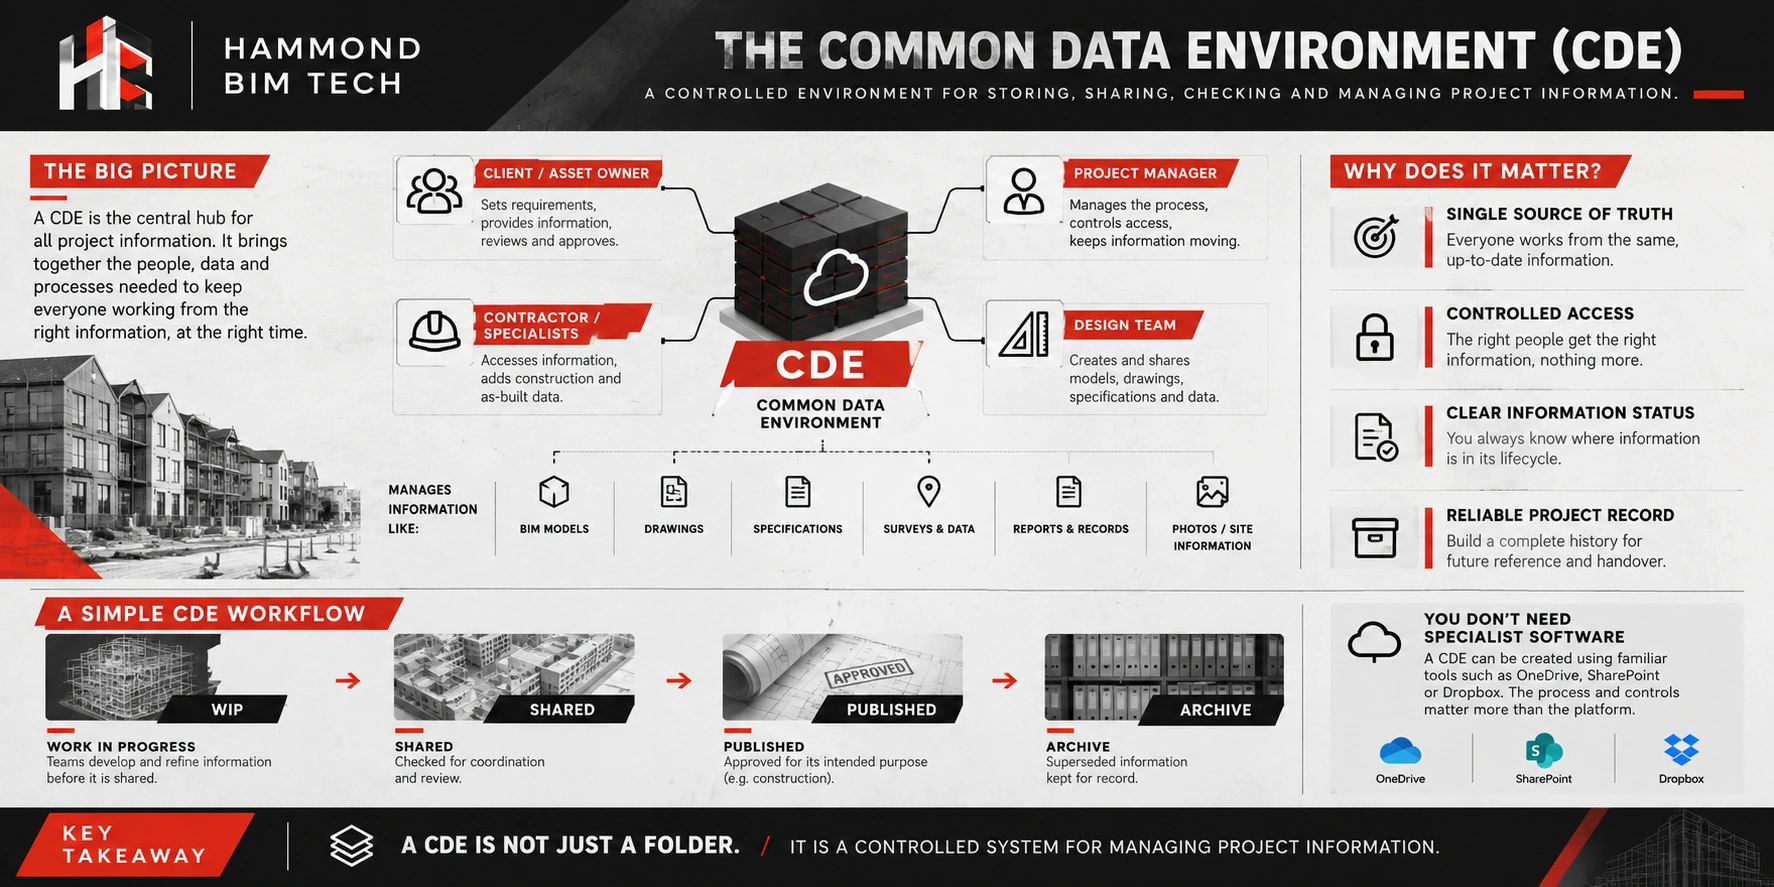 HAMMOND
BIM TECH
THE COMMON DATA ENVIRONMENT (CDE)
A CONTROLLED ENVIRONMENT FOR STORING, SHARING, CHECKING AND MANAGING PROJECT INFORMATION.
THE BIG PICTURE
A CDE is the central hub for
all project information. It brings
together the people, data and
processes needed to keep
everyone working from the
right information, at the right time.
CLIENT / ASSET OWNER
Sets requirements,
provides information,
reviews and approves.
CONTRACTOR /
SPECIALISTS
Accesses information,
adds construction and
as-built data.
PROJECT MANAGER
Manages the process,
controls access,
keeps information moving.
DESIGN TEAM
Creates and shares
models, drawings,
specifications and data.
CDE
COMMON DATA
ENVIRONMENT
MANAGES
INFORMATION
LIKE:
BIM MODELS
DRAWINGS
SPECIFICATIONS
SURVEYS & DATA
REPORTS & RECORDS
PHOTOS / SITE
INFORMATION
WHY DOES IT MATTER?
SINGLE SOURCE OF TRUTH
Everyone works from the same,
up-to-date information.
CONTROLLED ACCESS
The right people get the right
information, nothing more.
CLEAR INFORMATION STATUS
You always know where information
is in its lifecycle.
RELIABLE PROJECT RECORD
Build a complete history for
future reference and handover.
A SIMPLE CDE WORKFLOW
WIP
WORK IN PROGRESS
Teams develop and refine information
before it is shared.
SHARED
SHARED
Checked for coordination
and review.
APPROVED
PUBLISHED
PUBLISHED
Approved for its intended purpose
(e.g. construction).
ARCHIVE
ARCHIVE
Superseded information
kept for record.
YOU DON'T NEED
SPECIALIST SOFTWARE
A CDE can be created using familiar
tools such as OneDrive, SharePoint
or Dropbox. The process and controls
matter more than the platform.
OneDrive
S
SharePoint
Dropbox
KEY
TAKEAWAY
A CDE IS NOT JUST A FOLDER. / IT IS A CONTROLLED SYSTEM FOR MANAGING PROJECT INFORMATION.